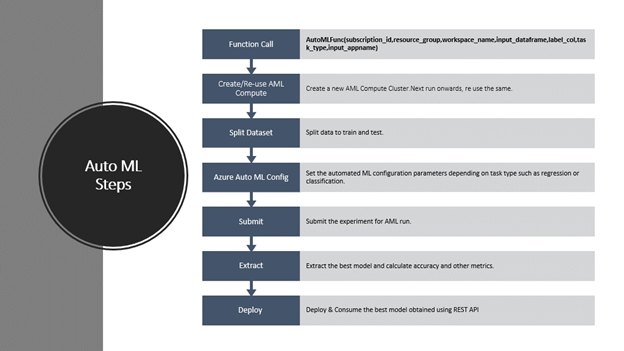 Auto ML
Steps
Function Call
AutoMLFunc(subscription_id,resource_group,workspace_name,input_dataframe,label_col,tas
k_type,input_appname)
Create/Re-use AML
Compute
Create a new AML Compute Cluster.Next run onwards, re use the same.
Split Dataset
Split data to train and test.
Azure Auto ML Config
Set the automated ML configuration parameters depending on task type such as regression or
classification.
Submit
Submit the experiment for AML run.
Extract
Extract the best model and calculate accuracy and other metrics.
Deploy
Deploy & Consume the best model obtained using REST API